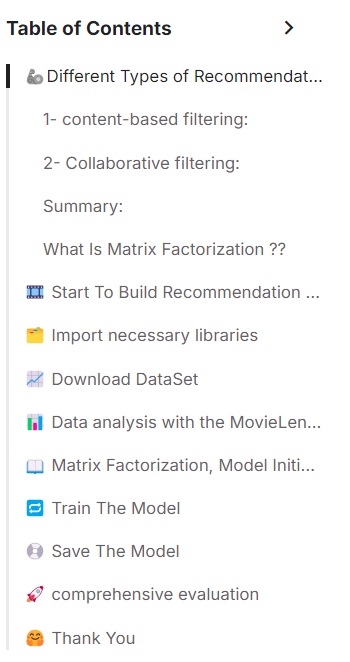 Table of Contents
Different Types of Recommendat...
1- content-based filtering:
2- Collaborative filtering:
Summary:
What Is Matrix Factorization ??
Start To Build Recommendation ...
Import necessary libraries
Download DataSet
Data analysis with the MovieLen...
Matrix Factorization, Model Initi...
Train The Model
Save The Model
comprehensive evaluation
Thank You